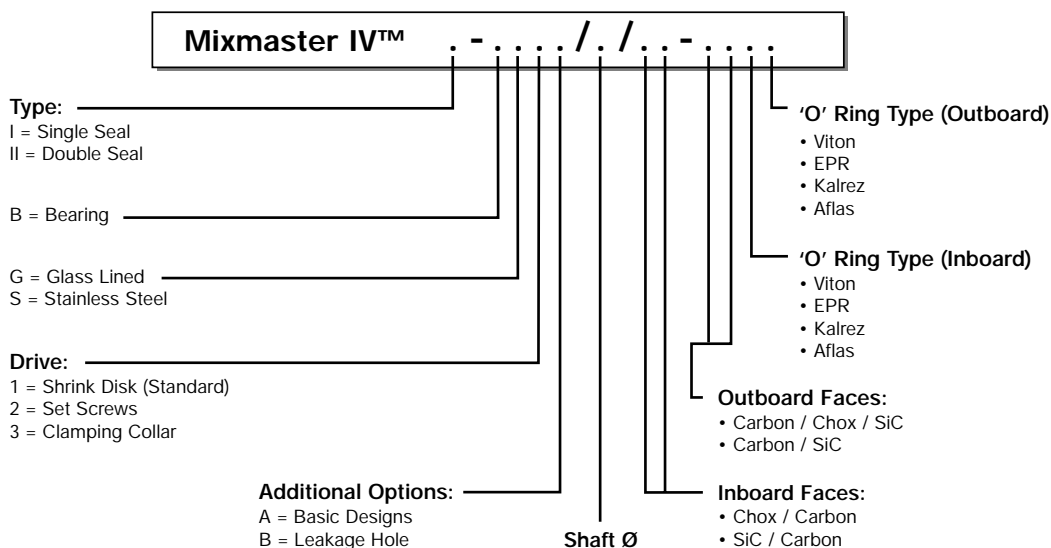 Mixmaster IV™ . - . . . . / . / . . - . . . .
Type:
I = Single Seal
II = Double Seal
B = Bearing
G = Glass Lined
S = Stainless Steel
Drive:
1 = Shrink Disk (Standard)
2 = Set Screws
3 = Clamping Collar
Additional Options:
A = Basic Designs
B = Leakage Hole
Shaft Ø
‘O’ Ring Type (Outboard)
• Viton
• EPR
• Kalrez
• Aflas
‘O’ Ring Type (Inboard)
• Viton
• EPR
• Kalrez
• Aflas
Outboard Faces:
• Carbon / Chox / SiC
• Carbon / SiC
Inboard Faces:
• Chox / Carbon
• SiC / Carbon